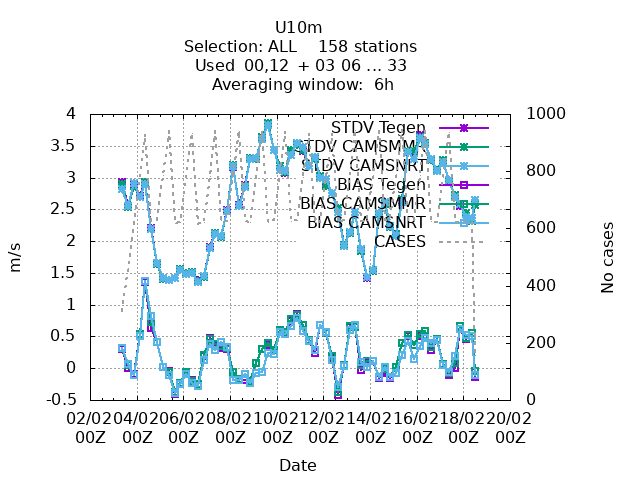 U10m
Selection: ALL 158 stations
Used 00,12 + 03 06 ... 33
Averaging window: 6h
4
3.5
3
2.5
2
1.5
1
0.5
0
-0.5
m/s
1000
800
600
400
200
0
No cases
STDV Tegen
STDV CAMSMMR
STDV CAMSNRT
BIAS Tegen
BIAS CAMSMMR
BIAS CAMSNRT
CASES
02/02 04/02 06/02 08/02 10/02 12/02 14/02 16/02 18/02 20/02
00Z 00Z 00Z 00Z 00Z 00Z 00Z 00Z 00Z 00Z
Date